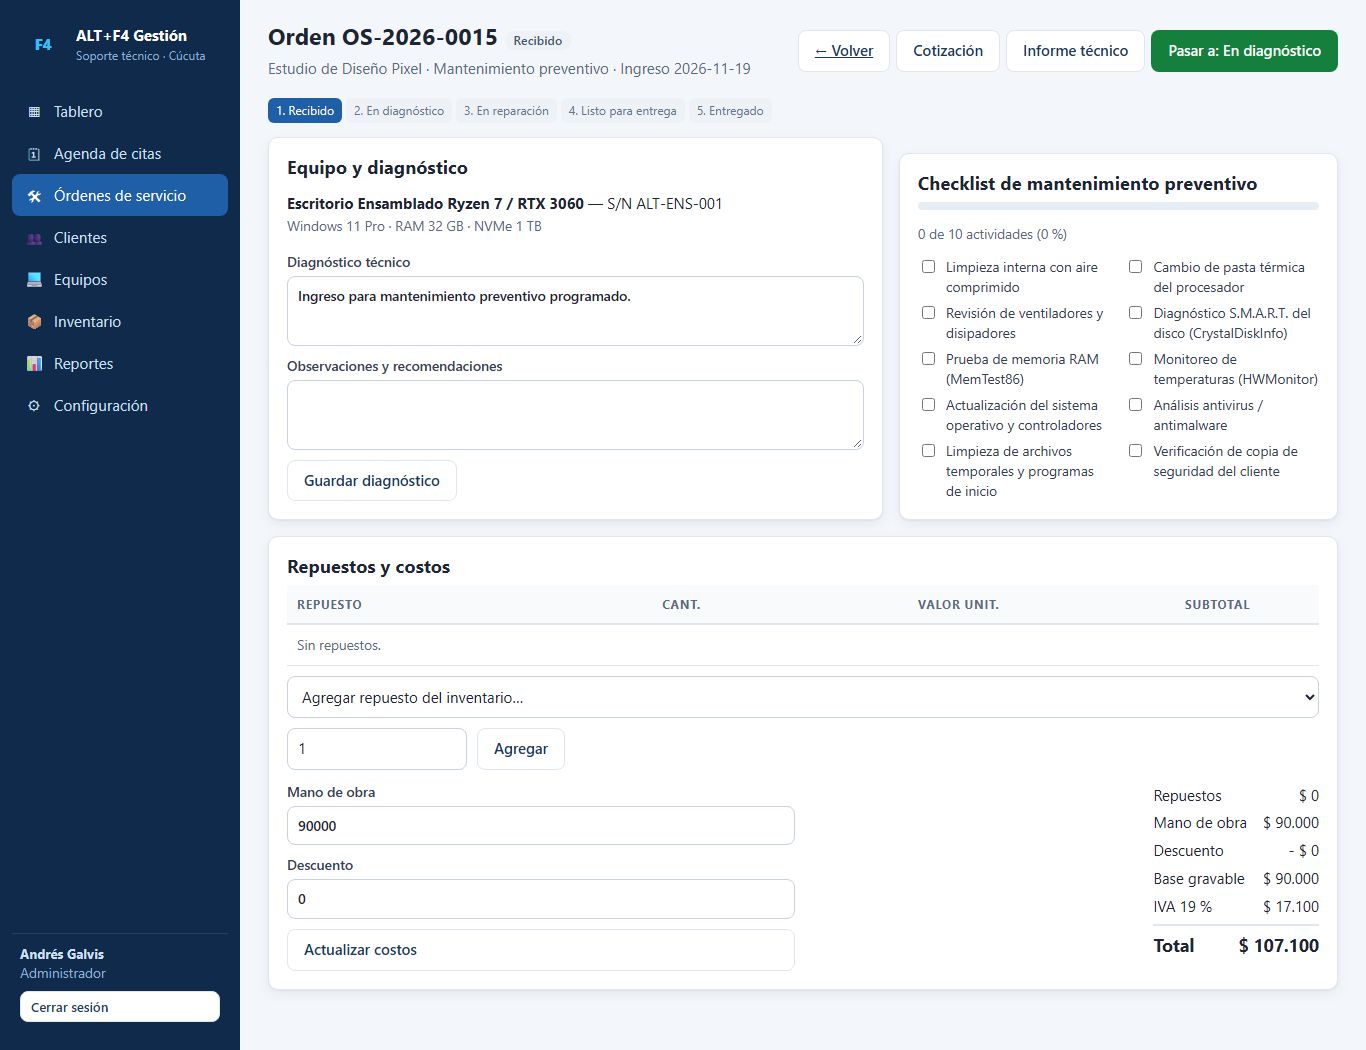 F4
ALT+F4 Gestión
Soporte técnico · Cúcuta
Tablero
Agenda de citas
Órdenes de servicio
Clientes
Equipos
Inventario
Reportes
Configuración
Andrés Galvis
Administrador
Cerrar sesión
Orden OS-2026-0015 Recibido
Estudio de Diseño Pixel · Mantenimiento preventivo · Ingreso 2026-11-19
← Volver
Cotización
Informe técnico
Pasar a: En diagnóstico
1. Recibido
2. En diagnóstico
3. En reparación
4. Listo para entrega
5. Entregado
Equipo y diagnóstico
Escritorio Ensamblado Ryzen 7 / RTX 3060 — S/N ALT-ENS-001
Windows 11 Pro · RAM 32 GB · NVMe 1 TB
Diagnóstico técnico
Ingreso para mantenimiento preventivo programado.
Observaciones y recomendaciones
Guardar diagnóstico
Checklist de mantenimiento preventivo
0 de 10 actividades (0 %)
Limpieza interna con aire
comprimido
Cambio de pasta térmica
del procesador
Revisión de ventiladores y
disipadores
Diagnóstico S.M.A.R.T. del
disco (CrystalDiskInfo)
Prueba de memoria RAM
(MemTest86)
Monitoreo de
temperaturas (HWMonitor)
Actualización del sistema
operativo y controladores
Análisis antivirus /
antimalware
Limpieza de archivos
temporales y programas
de inicio
Verificación de copia de
seguridad del cliente
Repuestos y costos
REPUESTO CANT. VALOR UNIT. SUBTOTAL
Sin repuestos.
Agregar repuesto del inventario...
1
Agregar
Mano de obra
90000
Descuento
0
Actualizar costos
Repuestos $ 0
Mano de obra $ 90.000
Descuento - $ 0
Base gravable $ 90.000
IVA 19 % $ 17.100
Total $ 107.100